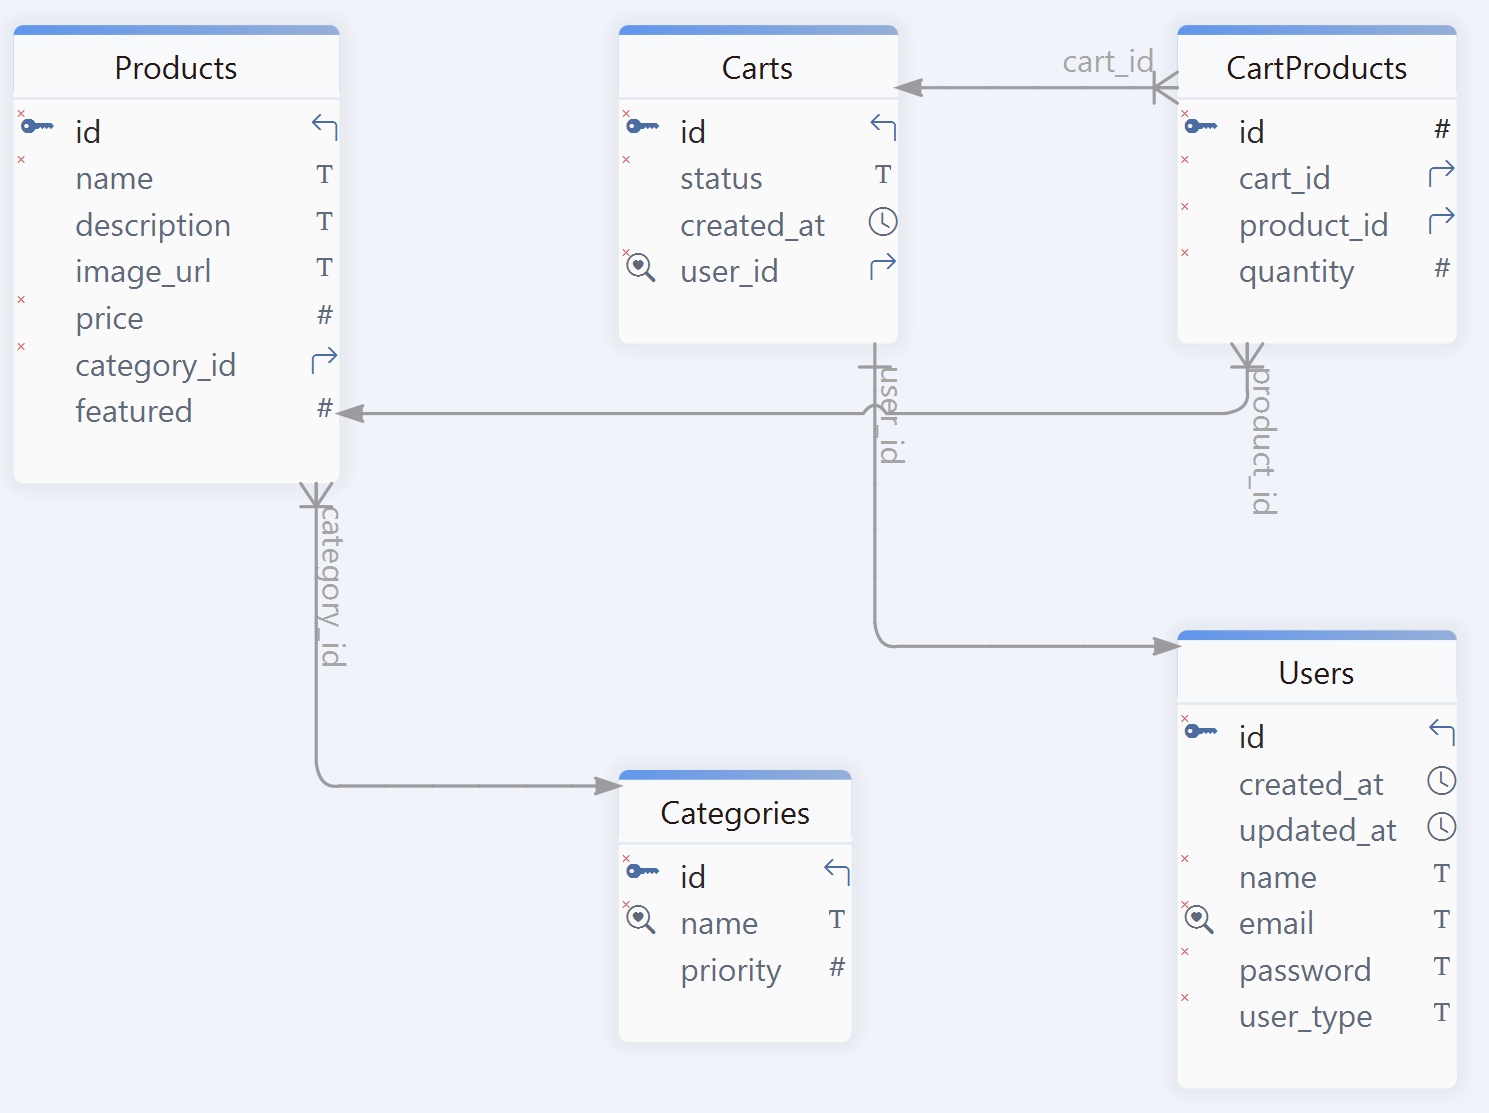 Products
id
name T
description T
image_url T
price #
category_id
featured #
category_id
Carts
id
status T
created_at
user_id
user_id
cart_id
CartProducts
id #
cart_id
product_id
quantity #
product_id
Categories
id
name T
priority #
Users
id
created_at
updated_at
name T
email T
password T
user_type T